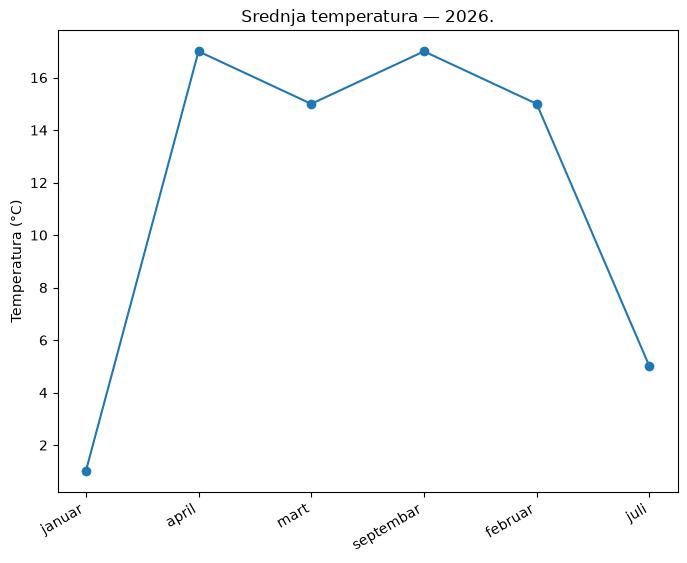 Srednja temperatura — 2026.
Temperatura (°C)
16
14
12
10
8
6
4
2
januar
april
mart
septembar
februar
juli